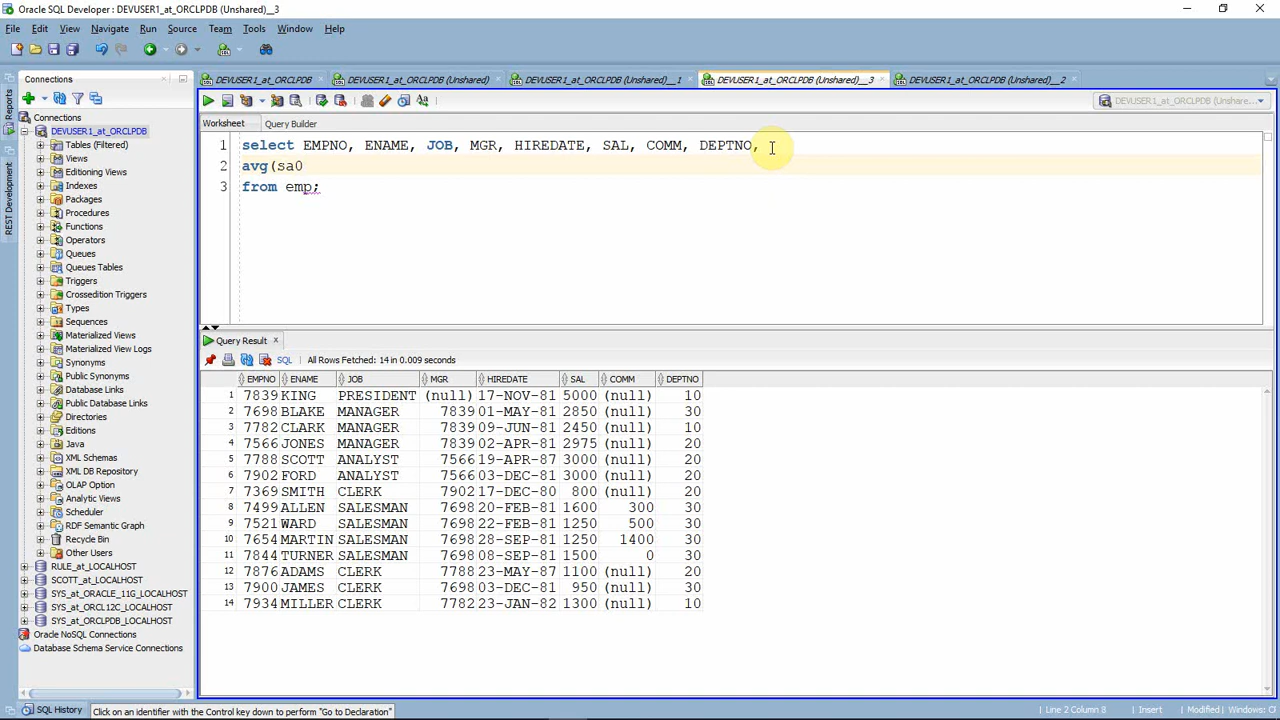 Oracle SQL Developer : DEVUSER1_at_ORCLPDB (Unshared)__3
File Edit View Navigate Run Source Team Tools Window Help
Connections
Reports
REST Development
Connections
DEVUSER1_at_ORCLPDB
Tables (Filtered)
Views
Editioning Views
Indexes
Packages
Procedures
Functions
Operators
Queues
Queues Tables
Triggers
Crossedition Triggers
Types
Sequences
Materialized Views
Materialized View Logs
Synonyms
Public Synonyms
Database Links
Public Database Links
Directories
Editions
Java
XML Schemas
XML DB Repository
OLAP Option
Analytic Views
Scheduler
RDF Semantic Graph
Recycle Bin
Other Users
RULE_at_LOCALHOST
SCOTT_at_LOCALHOST
SYS_at_ORACLE_11G_LOCALHOST
SYS_at_ORCL12C_LOCALHOST
SYS_at_ORCLPDB_LOCALHOST
Oracle NoSQL Connections
Database Schema Service Connections
DEVUSER1_at_ORCLPDB DEVUSER1_at_ORCLPDB (Unshared) DEVUSER1_at_ORCLPDB (Unshared)__1 DEVUSER1_at_ORCLPDB (Unshared)__3 DEVUSER1_at_ORCLPDB (Unshared)__2
DEVUSER1_at_ORCLPDB (Unshare...
Worksheet Query Builder
1 select EMPNO, ENAME, JOB, MGR, HIREDATE, SAL, COMM, DEPTNO,
2 avg(sa0
3 from emp;
Query Result
SQL All Rows Fetched: 14 in 0.009 seconds
EMPNO ENAME JOB MGR HIREDATE SAL COMM DEPTNO
1 7839 KING PRESIDENT (null) 17-NOV-81 5000 (null) 10
2 7698 BLAKE MANAGER 7839 01-MAY-81 2850 (null) 30
3 7782 CLARK MANAGER 7839 09-JUN-81 2450 (null) 10
4 7566 JONES MANAGER 7839 02-APR-81 2975 (null) 20
5 7788 SCOTT ANALYST 7566 19-APR-87 3000 (null) 20
6 7902 FORD ANALYST 7566 03-DEC-81 3000 (null) 20
7 7369 SMITH CLERK 7902 17-DEC-80 800 (null) 20
8 7499 ALLEN SALESMAN 7698 20-FEB-81 1600 300 30
9 7521 WARD SALESMAN 7698 22-FEB-81 1250 500 30
10 7654 MARTIN SALESMAN 7698 28-SEP-81 1250 1400 30
11 7844 TURNER SALESMAN 7698 08-SEP-81 1500 0 30
12 7876 ADAMS CLERK 7788 23-MAY-87 1100 (null) 20
13 7900 JAMES CLERK 7698 03-DEC-81 950 (null) 30
14 7934 MILLER CLERK 7782 23-JAN-82 1300 (null) 10
SQL History Click on an identifier with the Control key down to perform "Go to Declaration" Line 2 Column 8 Insert Modified Windows: C